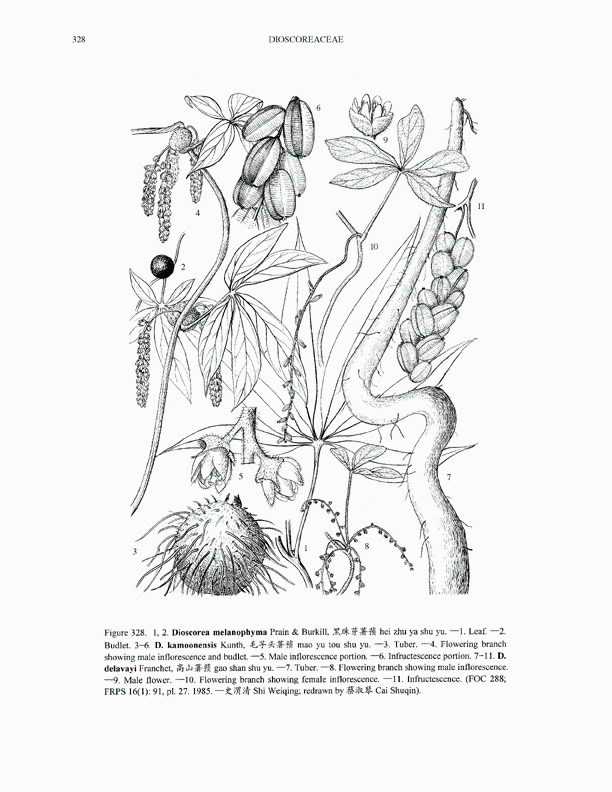 328
DIOSCOREACEAE
6
9
4
11
10
2
5
7
3
1
8
Figure 328. 1, 2. Dioscorea melanophyma Prain & Burkill, 黑珠芽薯蓣 hei zhu ya shu yu. —1. Leaf. —2.
Budlet. 3–6. D. kamoonensis Kunth, 毛芋头薯蓣 mao yu tou shu yu. —3. Tuber. —4. Flowering branch
showing male inflorescence and budlet. —5. Male inflorescence portion. —6. Infructescence portion. 7–11. D.
delavayi Franchet, 高山薯蓣 gao shan shu yu. —7. Tuber. —8. Flowering branch showing male inflorescence.
—9. Male flower. —10. Flowering branch showing female inflorescence. —11. Infructescence. (FOC 288;
FRPS 16(1): 91, pl. 27. 1985. —史渭清 Shi Weiqing; redrawn by 蔡淑琴 Cai Shuqin).